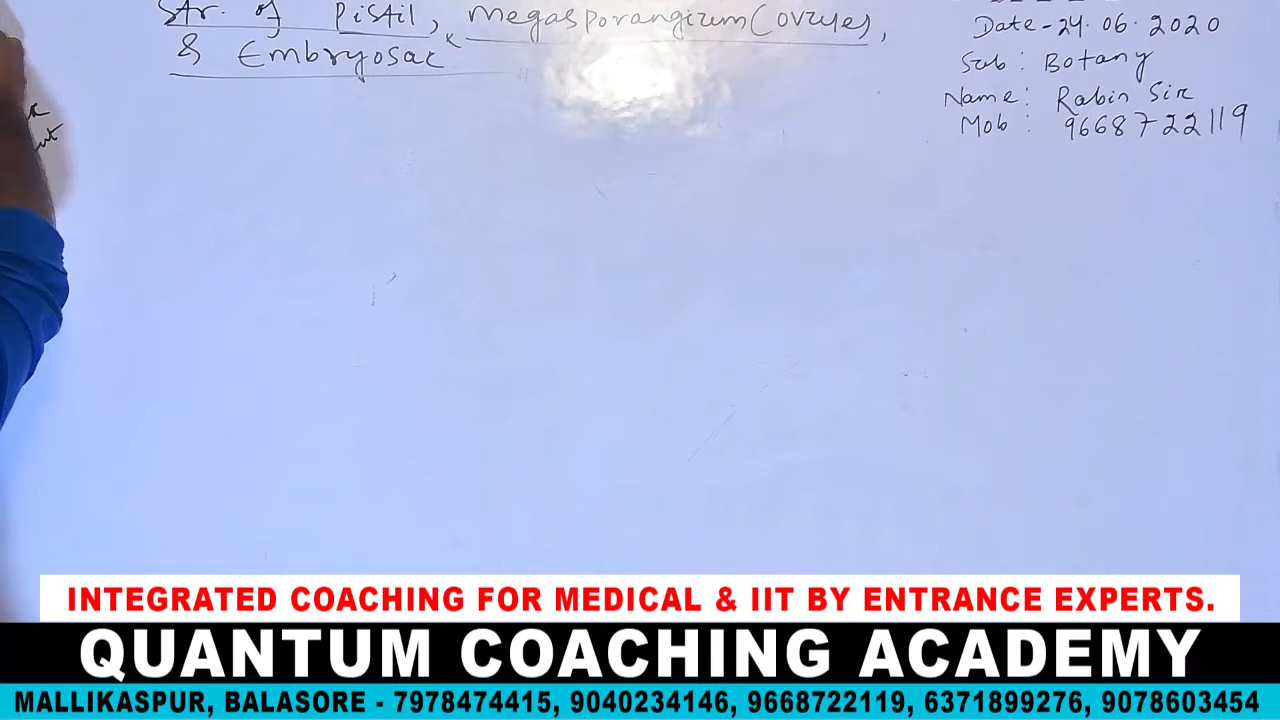 Str. of Pistil, Megasporangium (ovules,
& Embryosac
Date - 24.06.2020
Sub : Botany
Name : Rabin Sir
Mob : 9668722119
INTEGRATED COACHING FOR MEDICAL & IIT BY ENTRANCE EXPERTS.
QUANTUM COACHING ACADEMY
MALLIKASPUR, BALASORE - 7978474415, 9040234146, 9668722119, 6371899276, 9078603454